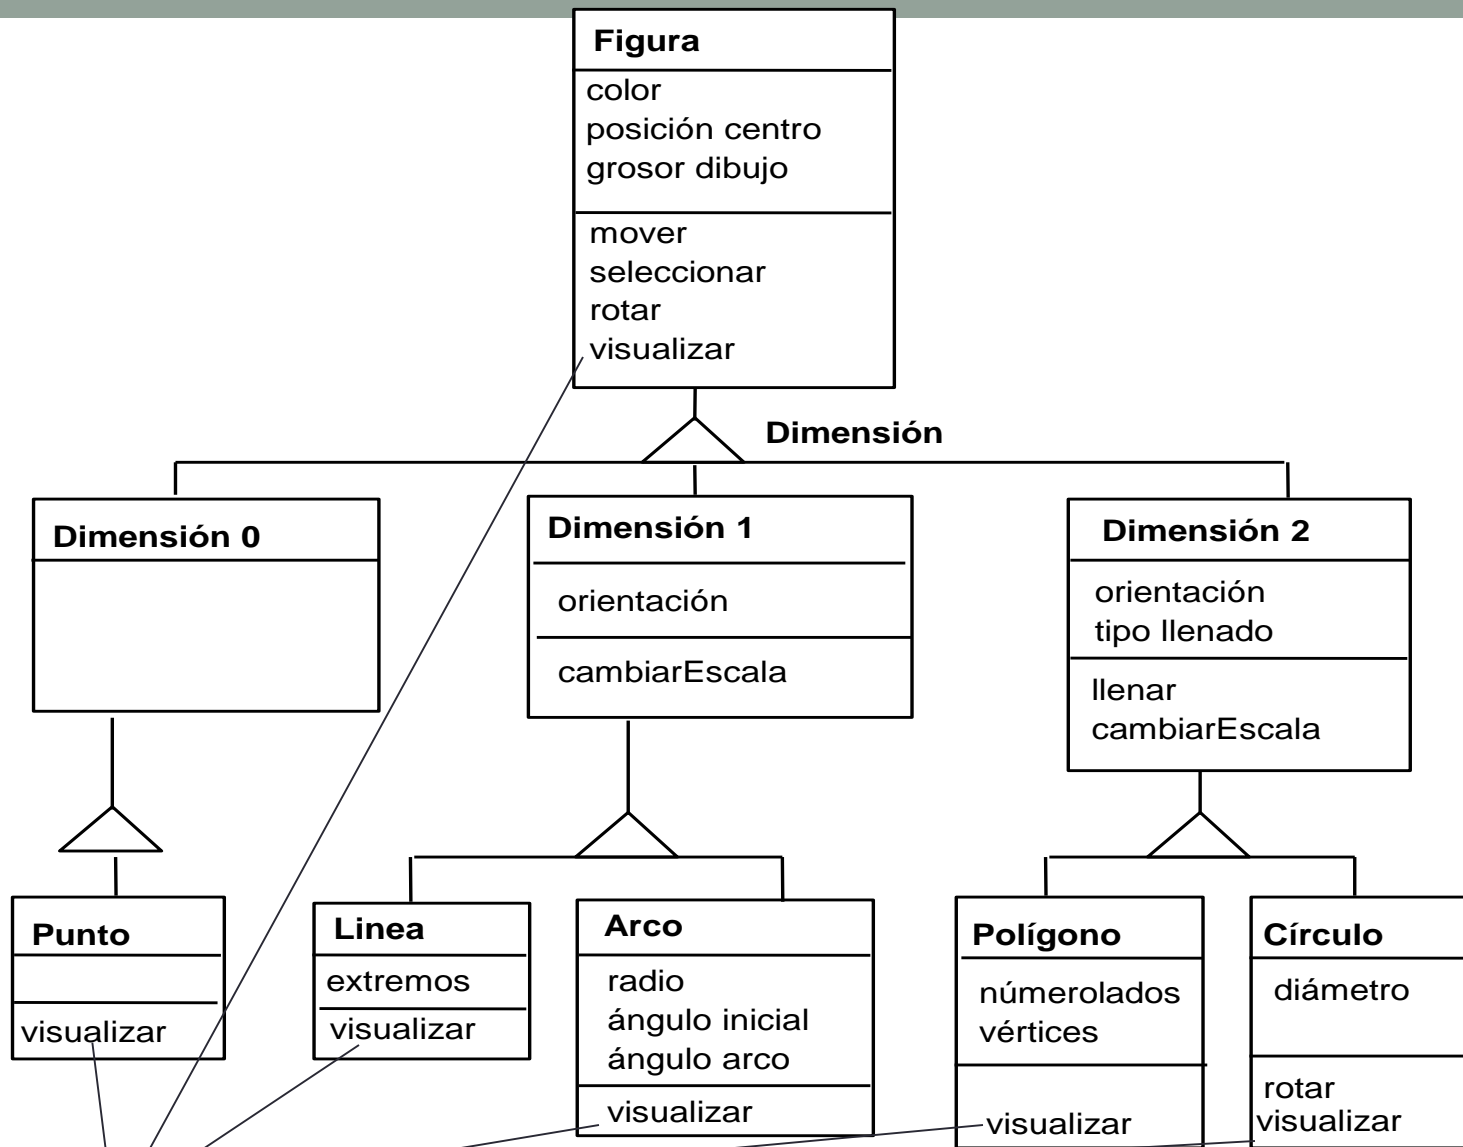 Figura
color
posición centro
grosor dibujo
mover
seleccionar
rotar
visualizar
Dimensión
Dimensión 0
Dimensión 1
orientación
cambiarEscala
Dimensión 2
orientación
tipo llenado
llenar
cambiarEscala
Punto
visualizar
Linea
extremos
visualizar
Arco
radio
ángulo inicial
ángulo arco
visualizar
Polígono
númerolados
vértices
visualizar
Círculo
diámetro
rotar
visualizar